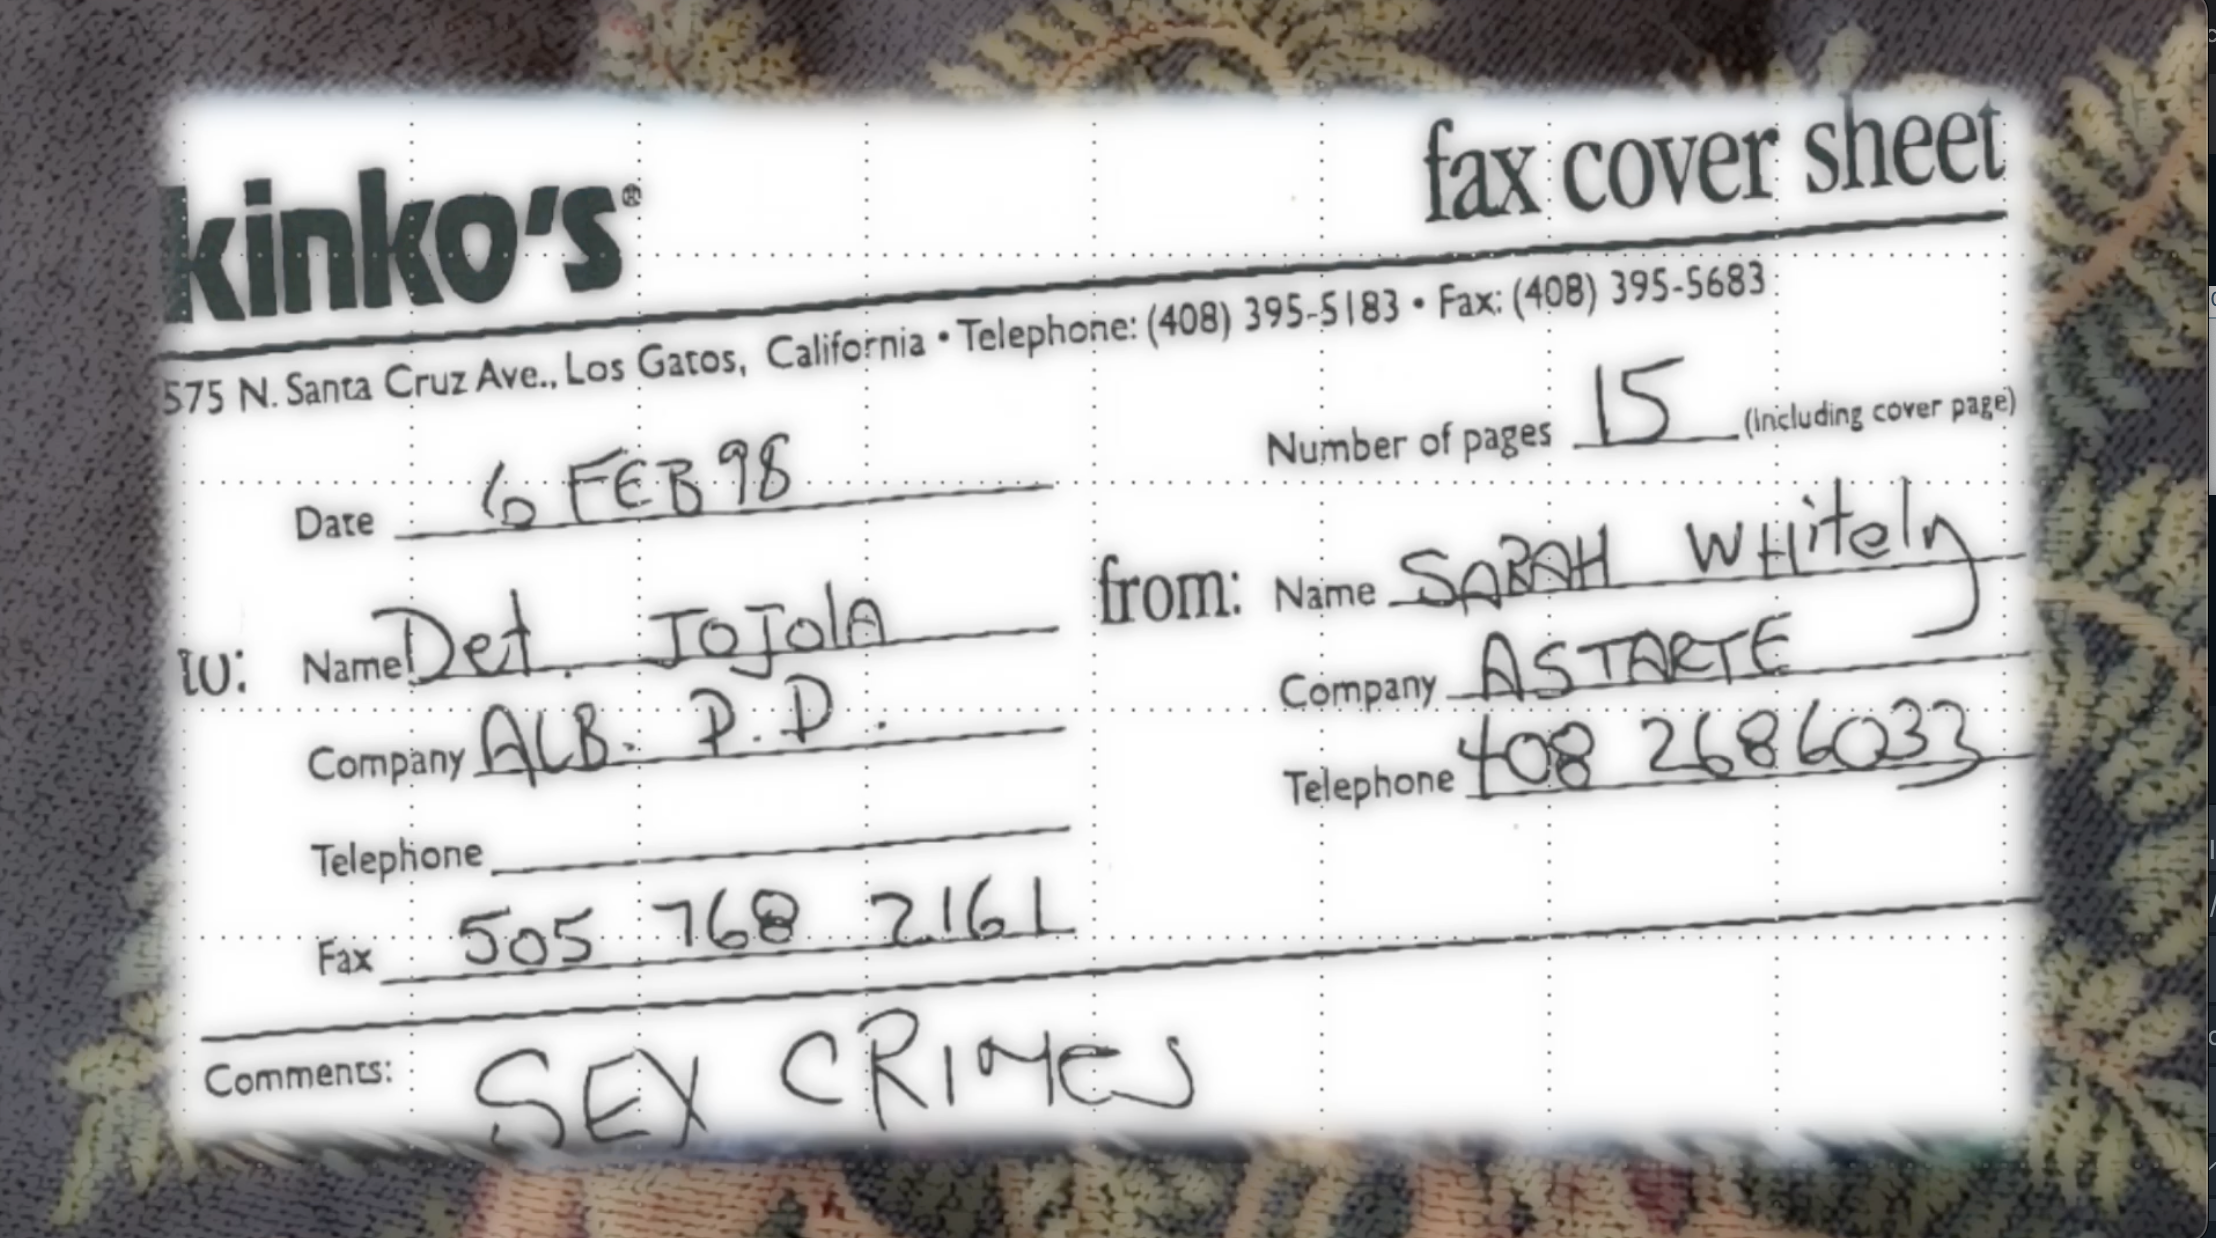 kinko's®
fax cover sheet
575 N. Santa Cruz Ave., Los Gatos, California • Telephone: (408) 395-5183 • Fax: (408) 395-5683
Number of pages 15 (including cover page)
Date 6 FEB 98
to:
Name Det. JOJOlA
Company ALB. P.D.
Telephone
Fax 505 768 2161
from:
Name SARAH WHitely
Company ASTARTE
Telephone 408 268 6033
Comments: SEX CRIMES